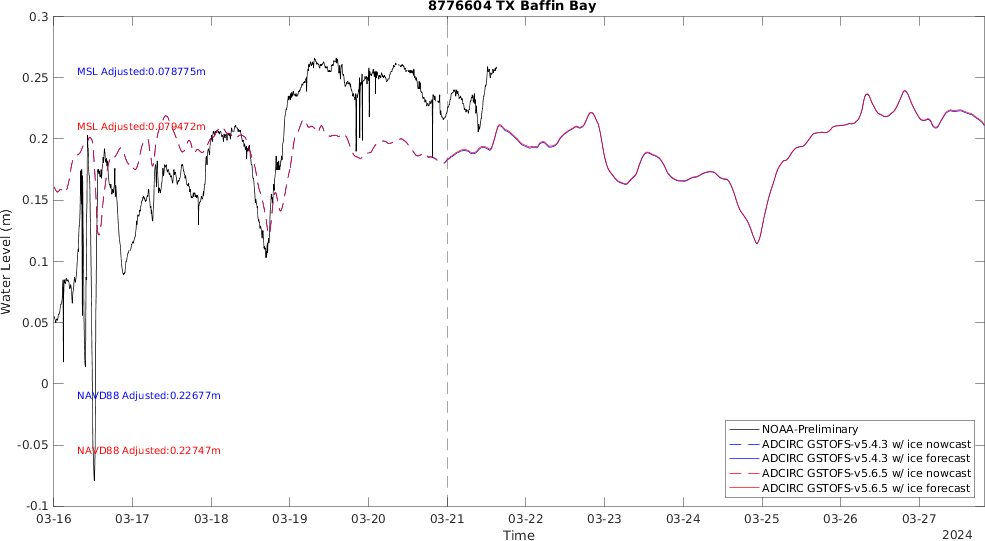 8776604 TX Baffin Bay
0.3
0.25
0.2
0.15
0.1
0.05
0
-0.05
-0.1
Water Level (m)
MSL Adjusted:0.078775m
MSL Adjusted:0.079472m
NAVD88 Adjusted:0.22677m
NAVD88 Adjusted:0.22747m
NOAA-Preliminary
ADCIRC GSTOFS-v5.4.3 w/ ice nowcast
ADCIRC GSTOFS-v5.4.3 w/ ice forecast
ADCIRC GSTOFS-v5.6.5 w/ ice nowcast
ADCIRC GSTOFS-v5.6.5 w/ ice forecast
03-16 03-17 03-18 03-19 03-20 03-21 03-22 03-23 03-24 03-25 03-26 03-27
Time
2024